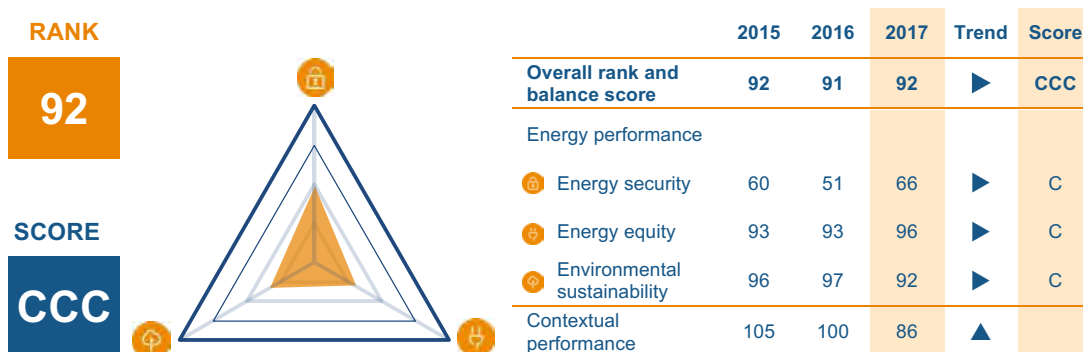 RANK
92
SCORE
CCC
2015 2016 2017 Trend Score
Overall rank and
balance score 92 91 92 CCC
Energy performance
Energy security 60 51 66 C
Energy equity 93 93 96 C
Environmental
sustainability 96 97 92 C
Contextual
performance 105 100 86